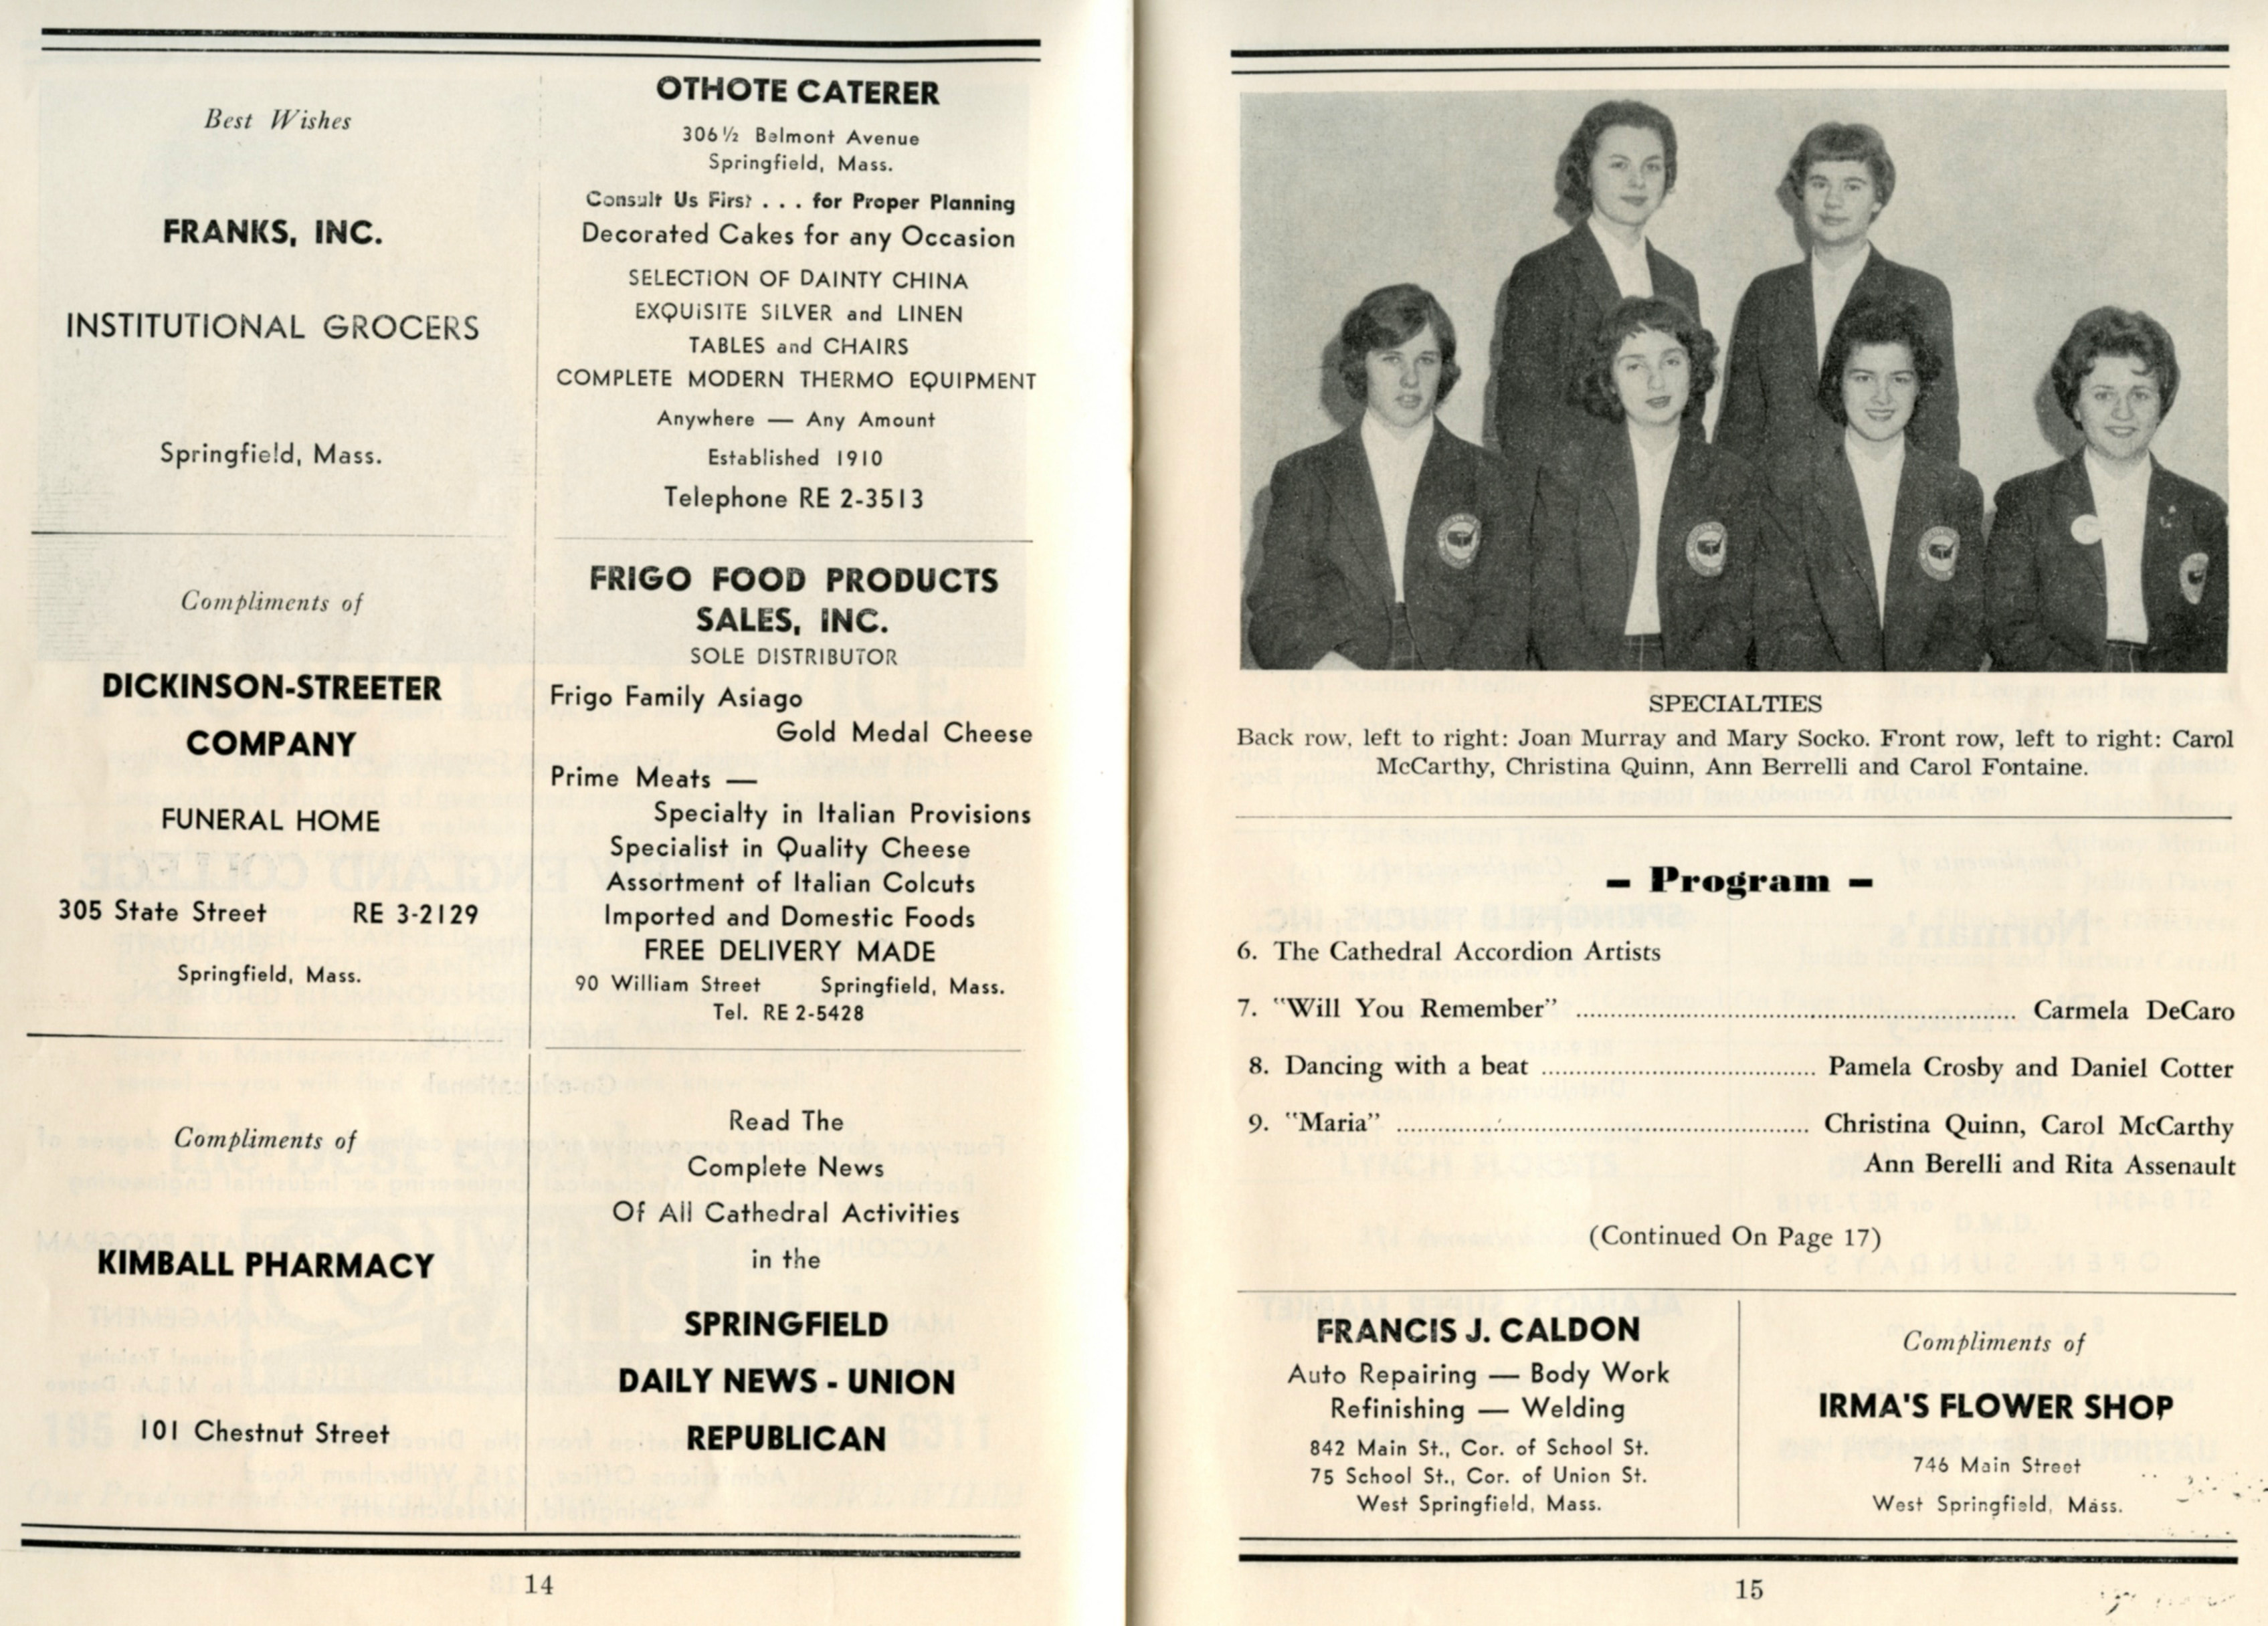 Best Wishes
FRANKS, INC.
INSTITUTIONAL GROCERS
Springfield, Mass.
Compliments of
DICKINSON-STREETER
COMPANY
FUNERAL HOME
305 State Street RE 3-2129
Springfield, Mass.
Compliments of
KIMBALL PHARMACY
101 Chestnut Street
OTHOTE CATERER
306½ Belmont Avenue
Springfield, Mass.
Consult Us First . . . for Proper Planning
Decorated Cakes for any Occasion
SELECTION OF DAINTY CHINA
EXQUISITE SILVER and LINEN
TABLES and CHAIRS
COMPLETE MODERN THERMO EQUIPMENT
Anywhere — Any Amount
Established 1910
Telephone RE 2-3513
FRIGO FOOD PRODUCTS
SALES, INC.
SOLE DISTRIBUTOR
Frigo Family Asiago
Gold Medal Cheese
Prime Meats —
Specialty in Italian Provisions
Specialist in Quality Cheese
Assortment of Italian Colcuts
Imported and Domestic Foods
FREE DELIVERY MADE
90 William Street Springfield, Mass.
Tel. RE 2-5428
Read The
Complete News
Of All Cathedral Activities
in the
SPRINGFIELD
DAILY NEWS - UNION
REPUBLICAN
14
SPECIALTIES
Back row, left to right: Joan Murray and Mary Socko. Front row, left to right: Carol
McCarthy, Christina Quinn, Ann Berrelli and Carol Fontaine.
– Program –
6. The Cathedral Accordion Artists
7. "Will You Remember" ........ Carmela DeCaro
8. Dancing with a beat ........ Pamela Crosby and Daniel Cotter
9. "Maria" ........ Christina Quinn, Carol McCarthy
Ann Berelli and Rita Assenault
(Continued On Page 17)
FRANCIS J. CALDON
Auto Repairing — Body Work
Refinishing — Welding
842 Main St., Cor. of School St.
75 School St., Cor. of Union St.
West Springfield, Mass.
Compliments of
IRMA'S FLOWER SHOP
746 Main Street
West Springfield, Mass.
15